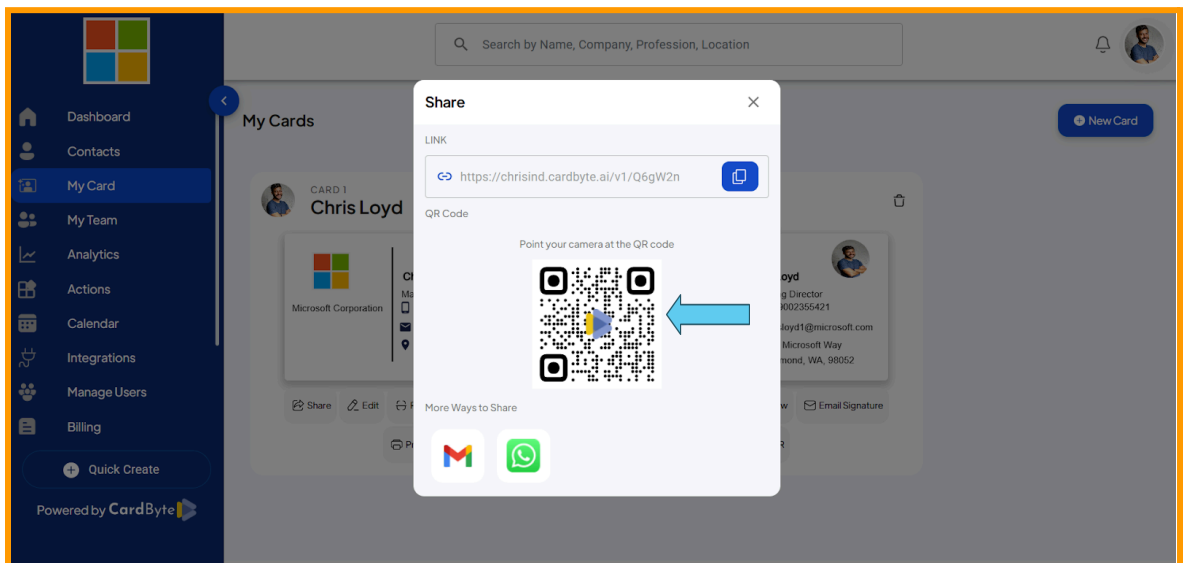 Search by Name, Company, Profession, Location
Dashboard
Contacts
My Card
My Team
Analytics
Actions
Calendar
Integrations
Manage Users
Billing
Quick Create
Powered by CardByte
My Cards
New Card
CARD 1
Chris Loyd
Microsoft Corporation
Share
Edit
Share
LINK
https://chrisind.cardbyte.ai/v1/Q6gW2n
QR Code
Point your camera at the QR code
More Ways to Share
oyd
g Director
002355421
loyd1@microsoft.com
Microsoft Way
mond, WA, 98052
Email Signature